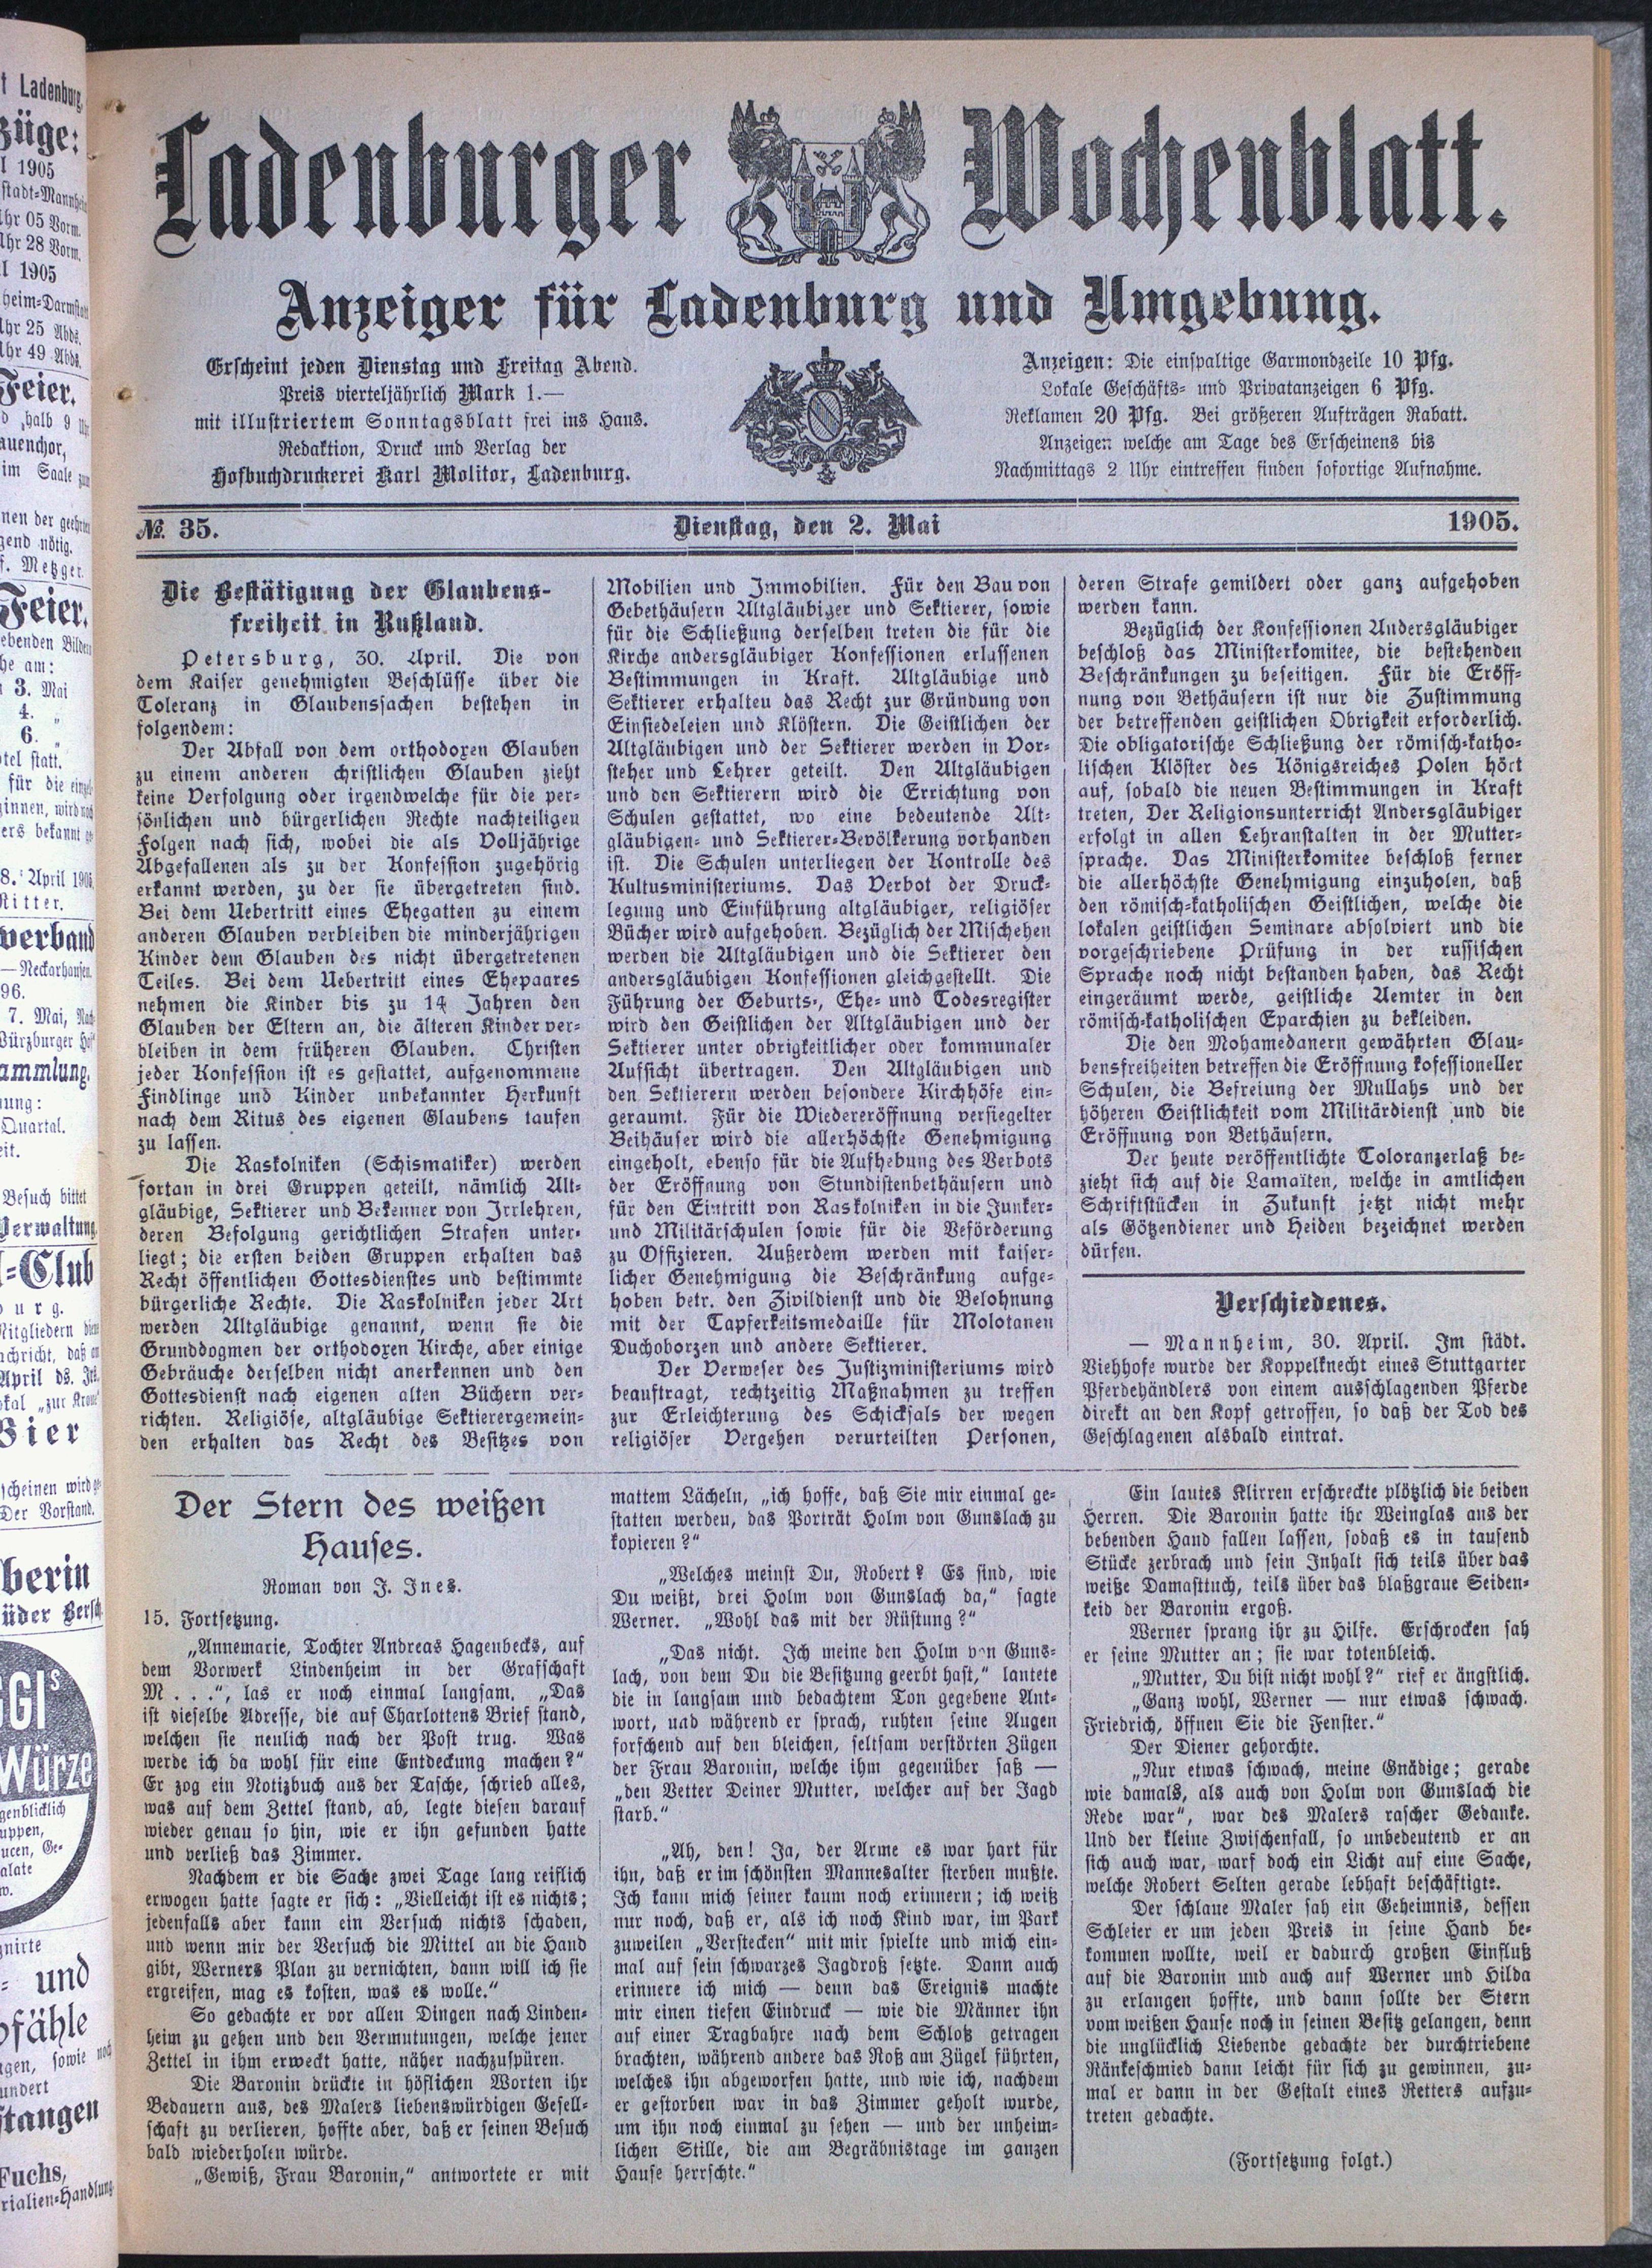 Ladenburger Wochenblatt.
Anzeiger für Ladenburg und Umgebung.
Erscheint jeden Dienstag und Freitag Abend.
Preis vierteljährlich Mark 1.—
mit illustriertem Sonntagsblatt frei ins Haus.
Redaktion, Druck und Verlag der
Hofbuchdruckerei Karl Molitor, Ladenburg.
Anzeigen: Die einspaltige Garmondzeile 10 Pfg.
Lokale Geschäfts- und Privatanzeigen 6 Pfg.
Reklamen 20 Pfg. Bei größeren Aufträgen Rabatt.
Anzeigen welche am Tage des Erscheinens bis
Nachmittags 2 Uhr eintreffen finden sofortige Aufnahme.
№. 35.
Dienstag, den 2. Mai
1905.
Die Bestätigung der Glaubens-
freiheit in Rußland.
Petersburg, 30. April. Die von
dem Kaiser genehmigten Beschlüsse über die
Toleranz in Glaubenssachen bestehen in
folgendem:
Der Abfall von dem orthodoxen Glauben
zu einem anderen christlichen Glauben zieht
keine Verfolgung oder irgendwelche für die per-
sönlichen und bürgerlichen Rechte nachteiligen
Folgen nach sich, wobei die als Volljährige
Abgefallenen als zu der Konfession zugehörig
erkannt werden, zu der sie übergetreten sind.
Bei dem Uebertritt eines Ehegatten zu einem
anderen Glauben verbleiben die minderjährigen
Kinder dem Glauben des nicht übergetretenen
Teiles. Bei dem Uebertritt eines Ehepaares
nehmen die Kinder bis zu 14 Jahren den
Glauben der Eltern an, die älteren Kinder ver-
bleiben in dem früheren Glauben. Christen
jeder Konfession ist es gestattet, aufgenommene
Findlinge und Kinder unbekannter Herkunft
nach dem Ritus des eigenen Glaubens taufen
zu lassen.
Die Raskolniken (Schismatiker) werden
fortan in drei Gruppen geteilt, nämlich Alt-
gläubige, Sektierer und Bekenner von Irrlehren,
deren Befolgung gerichtlichen Strafen unter-
liegt; die ersten beiden Gruppen erhalten das
Recht öffentlichen Gottesdienstes und bestimmte
bürgerliche Rechte. Die Raskolniken jeder Art
werden Altgläubige genannt, wenn sie die
Grunddogmen der orthodoxen Kirche, aber einige
Gebräuche derselben nicht anerkennen und den
Gottesdienst nach eigenen alten Büchern ver-
richten. Religiöse, altgläubige Sektierergemein-
den erhalten das Recht des Besitzes von
Mobilien und Immobilien. Für den Bau von
Gebethäusern Altgläubiger und Sektierer, sowie
für die Schließung derselben treten die für die
Kirche andersgläubiger Konfessionen erlassenen
Bestimmungen in Kraft. Altgläubige und
Sektierer erhalten das Recht zur Gründung von
Einsiedeleien und Klöstern. Die Geistlichen der
Altgläubigen und der Sektierer werden in Vor-
steher und Lehrer geteilt. Den Altgläubigen
und den Sektierern wird die Errichtung von
Schulen gestattet, wo eine bedeutende Alt-
gläubigen- und Sektierer-Bevölkerung vorhanden
ist. Die Schulen unterliegen der Kontrolle des
Kultusministeriums. Das Verbot der Druck-
legung und Einführung altgläubiger, religiöser
Bücher wird aufgehoben. Bezüglich der Mischehen
werden die Altgläubigen und die Sektierer den
andersgläubigen Konfessionen gleichgestellt. Die
Führung der Geburts-, Ehe- und Todesregister
wird den Geistlichen der Altgläubigen und der
Sektierer unter obrigkeitlicher oder kommunaler
Aufsicht übertragen. Den Altgläubigen und
den Sektierern werden besondere Kirchhöfe ein-
geraumt. Für die Wiedereröffnung versiegelter
Beihäuser wird die allerhöchste Genehmigung
eingeholt, ebenso für die Aufhebung des Verbots
der Eröffnung von Stundistenbethäusern und
für den Eintritt von Raskolniken in die Junker-
und Militärschulen sowie für die Beförderung
zu Offizieren. Außerdem werden mit kaiser-
licher Genehmigung die Beschränkung aufge-
hoben betr. den Zivildienst und die Belohnung
mit der Tapferkeitsmedaille für Molotanen
Duchoborzen und andere Sektierer.
Der Verweser des Justizministeriums wird
beauftragt, rechtzeitig Maßnahmen zu treffen
zur Erleichterung des Schicksals der wegen
religiöser Vergehen verurteilten Personen,
deren Strafe gemildert oder ganz aufgehoben
werden kann.
Bezüglich der Konfessionen Andersgläubiger
beschloß das Ministerkomitee, die bestehenden
Beschränkungen zu beseitigen. Für die Eröff-
nung von Bethäusern ist nur die Zustimmung
der betreffenden geistlichen Obrigkeit erforderlich.
Die obligatorische Schließung der römisch-katho-
lischen Klöster des Königsreiches Polen hört
auf, sobald die neuen Bestimmungen in Kraft
treten, Der Religionsunterricht Andersgläubiger
erfolgt in allen Lehranstalten in der Mutter-
sprache. Das Ministerkomitee beschloß ferner
die allerhöchste Genehmigung einzuholen, daß
den römisch-katholischen Geistlichen, welche die
lokalen geistlichen Seminare absolviert und die
vorgeschriebene Prüfung in der russischen
Sprache noch nicht bestanden haben, das Recht
eingeräumt werde, geistliche Aemter in den
römisch-katholischen Eparchien zu bekleiden.
Die den Mohamedanern gewährten Glau-
bensfreiheiten betreffen die Eröffnung kofessioneller
Schulen, die Befreiung der Mullahs und der
höheren Geistlichkeit vom Militärdienst und die
Eröffnung von Bethäusern.
Der heute veröffentlichte Toloranzerlaß be-
zieht sich auf die Lamaïten, welche in amtlichen
Schriftstücken in Zukunft jetzt nicht mehr
als Götzendiener und Heiden bezeichnet werden
dürfen.
Verschiedenes.
— Mannheim, 30. April. Im städt.
Viehhofe wurde der Koppelknecht eines Stuttgarter
Pferdehändlers von einem ausschlagenden Pferde
direkt an den Kopf getroffen, so daß der Tod des
Geschlagenen alsbald eintrat.
Der Stern des weißen
Hauses.
Roman von J. Ines.
15. Fortsetzung.
„Annemarie, Tochter Andreas Hagenbecks, auf
dem Vorwerk Lindenheim in der Grafschaft
M . . .“, las er noch einmal langsam. „Das
ist dieselbe Adresse, die auf Charlottens Brief stand,
welchen sie neulich nach der Post trug. Was
werde ich da wohl für eine Entdeckung machen?“
Er zog ein Notizbuch aus der Tasche, schrieb alles,
was auf dem Zettel stand, ab, legte diesen darauf
wieder genau so hin, wie er ihn gefunden hatte
und verließ das Zimmer.
Nachdem er die Sache zwei Tage lang reiflich
erwogen hatte sagte er sich: „Vielleicht ist es nichts;
jedenfalls aber kann ein Versuch nichts schaden,
und wenn mir der Versuch die Mittel an die Hand
gibt, Werners Plan zu vernichten, dann will ich sie
ergreifen, mag es kosten, was es wolle.“
So gedachte er vor allen Dingen nach Linden-
heim zu gehen und den Vermutungen, welche jener
Zettel in ihm erweckt hatte, näher nachzuspüren.
Die Baronin drückte in höflichen Worten ihr
Bedauern aus, des Malers liebenswürdigen Gesell-
schaft zu verlieren, hoffte aber, daß er seinen Besuch
bald wiederholen würde.
„Gewiß, Frau Baronin,“ antwortete er mit
mattem Lächeln, „ich hoffe, daß Sie mir einmal ge-
statten werden, das Porträt Holm von Gunslach zu
kopieren?“
„Welches meinst Du, Robert? Es sind, wie
Du weißt, drei Holm von Gunslach da,“ sagte
Werner. „Wohl das mit der Rüstung?“
„Das nicht. Ich meine den Holm von Guns-
lach, von dem Du die Besitzung geerbt hast,“ lautete
die in langsam und bedachtem Ton gegebene Ant-
wort, und während er sprach, ruhten seine Augen
forschend auf den bleichen, seltsam verstörten Zügen
der Frau Baronin, welche ihm gegenüber saß —
„den Vetter Deiner Mutter, welcher auf der Jagd
starb.“
„Ah, den! Ja, der Arme es war hart für
ihn, daß er im schönsten Mannesalter sterben mußte.
Ich kann mich seiner kaum noch erinnern; ich weiß
nur noch, daß er, als ich noch Kind war, im Park
zuweilen „Verstecken“ mit mir spielte und mich ein-
mal auf sein schwarzes Jagdroß setzte. Dann auch
erinnere ich mich — denn das Ereignis machte
mir einen tiefen Eindruck — wie die Männer ihn
auf einer Tragbahre nach dem Schloß getragen
brachten, während andere das Roß am Zügel führten,
welches ihn abgeworfen hatte, und wie ich, nachdem
er gestorben war in das Zimmer geholt wurde,
um ihn noch einmal zu sehen — und der unheim-
lichen Stille, die am Begräbnistage im ganzen
Hause herrschte.“
Ein lautes Klirren erschreckte plötzlich die beiden
Herren. Die Baronin hatte ihr Weinglas aus der
bebenden Hand fallen lassen, sodaß es in tausend
Stücke zerbrach und sein Inhalt sich teils über das
weiße Damasttuch, teils über das blaßgraue Seiden-
keid der Baronin ergoß.
Werner sprang ihr zu Hilfe. Erschrocken sah
er seine Mutter an; sie war totenbleich.
„Mutter, Du bist nicht wohl?“ rief er ängstlich.
„Ganz wohl, Werner — nur etwas schwach.
Friedrich, öffnen Sie die Fenster.“
Der Diener gehorchte.
„Nur etwas schwach, meine Gnädige; gerade
wie damals, als auch von Holm von Gunslach die
Rede war“, war des Malers rascher Gedanke.
Und der kleine Zwischenfall, so unbedeutend er an
sich auch war, warf doch ein Licht auf eine Sache,
welche Robert Selten gerade lebhaft beschäftigte.
Der schlaue Maler sah ein Geheimnis, dessen
Schleier er um jeden Preis in seine Hand be-
kommen wollte, weil er dadurch großen Einfluß
auf die Baronin und auch auf Werner und Hilda
zu erlangen hoffte, und dann sollte der Stern
vom weißen Hause noch in seinen Besitz gelangen, denn
die unglücklich Liebende gedachte der durchtriebene
Ränkeschmied dann leicht für sich zu gewinnen, zu-
mal er dann in der Gestalt eines Retters aufzu-
treten gedachte.
(Fortsetzung folgt.)